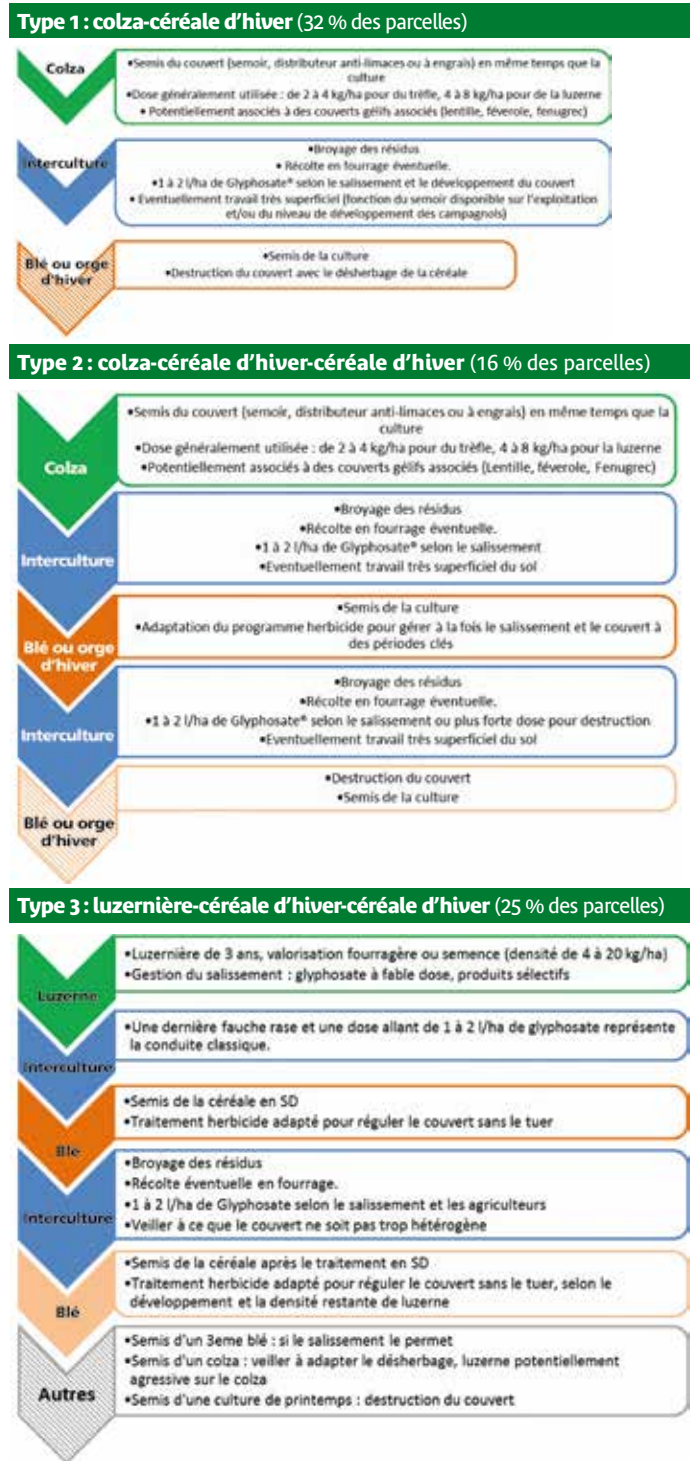 Type 1 : colza-céréale d'hiver (32 % des parcelles)
Colza
•Semis du couvert (semoir, distributeur anti-limaces ou à engrais) en même temps que la
culture
•Dose généralement utilisée : de 2 à 4 kg/ha pour du trèfle, 4 à 8 kg/ha pour de la luzerne
• Potentiellement associés à des couverts gélifs associés (lentille, féverole, fenugrec)
Interculture
•Broyage des résidus
• Récolte en fourrage éventuelle.
•1 à 2 l/ha de Glyphosate® selon le salissement et le développement du couvert
• Eventuellement travail très superficiel (fonction du semoir disponible sur l'exploitation
et/ou du niveau de développement des campagnols)
Blé ou orge
d'hiver
•Semis de la culture
•Destruction du couvert avec le désherbage de la céréale
Type 2 : colza-céréale d'hiver-céréale d'hiver (16 % des parcelles)
Colza
•Semis du couvert (semoir, distributeur anti-limaces ou à engrais) en même temps que la
culture
•Dose généralement utilisée : de 2 à 4 kg/ha pour du trèfle, 4 à 8 kg/ha pour la luzerne
•Potentiellement associés à des couverts gélifs associés (Lentille, féverole, Fenugrec)
Interculture
•Broyage des résidus
•Récolte en fourrage éventuelle.
•1 à 2 l/ha de Glyphosate® selon le salissement
•Eventuellement travail très superficiel du sol
Blé ou orge
d'hiver
•Semis de la culture
•Adaptation du programme herbicide pour gérer à la fois le salissement et le couvert à
des périodes clés
Interculture
•Broyage des résidus
•Récolte en fourrage éventuelle.
•1 à 2 l/ha de Glyphosate® selon le salissement ou plus forte dose pour destruction
•Eventuellement travail très superficiel du sol
Blé ou orge
d'hiver
•Destruction du couvert
•Semis de la culture
Type 3 : luzernière-céréale d'hiver-céréale d'hiver (25 % des parcelles)
Luzerne
•Luzernière de 3 ans, valorisation fourragère ou semence (densité de 4 à 20 kg/ha)
•Gestion du salissement : glyphosate à fable dose, produits sélectifs
Interculture
•Une dernière fauche rase et une dose allant de 1 à 2 l/ha de glyphosate représente
la conduite classique.
Ble
•Semis de la céréale en SD
•Traitement herbicide adapté pour réguler le couvert sans le tuer
Interculture
•Broyage des résidus
•Récolte éventuelle en fourrage.
•1 à 2 l/ha de Glyphosate selon le salissement et les agriculteurs
•Veiller à ce que le couvert ne soit pas trop hétérogène
Blé
•Semis de la céréale après le traitement en SD
•Traitement herbicide adapté pour réguler le couvert sans le tuer, selon le
développement et la densité restante de luzerne
Autres
•Semis d'un 3eme blé : si le salissement le permet
•Semis d'un colza : veiller à adapter le désherbage, luzerne potentiellement
agressive sur le colza
•Semis d'une culture de printemps : destruction du couvert